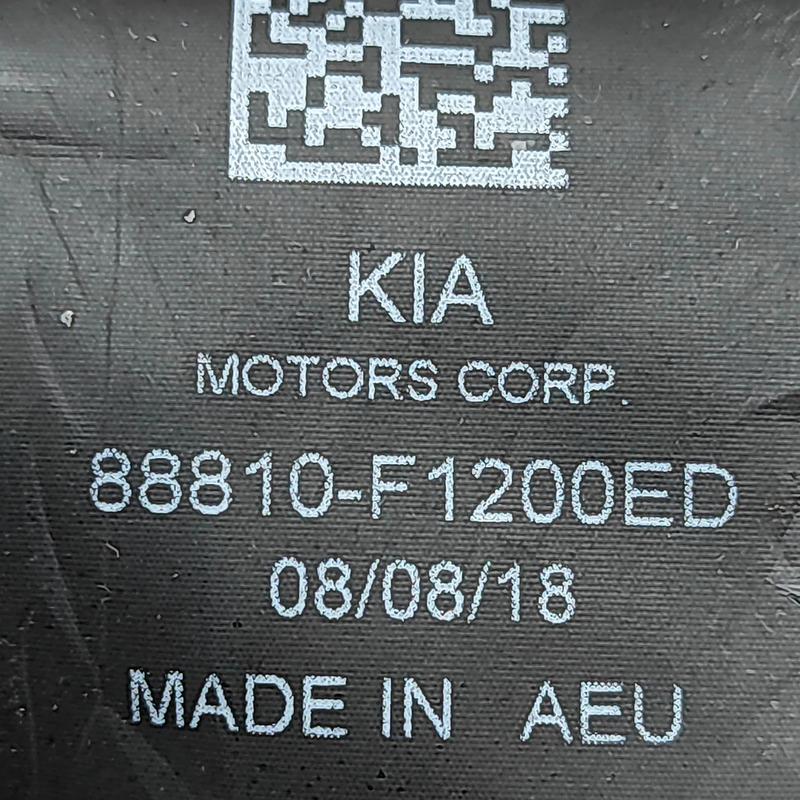 KIA
MOTORS CORP.
88810-F1200ED
08/08/18
MADE IN AEU